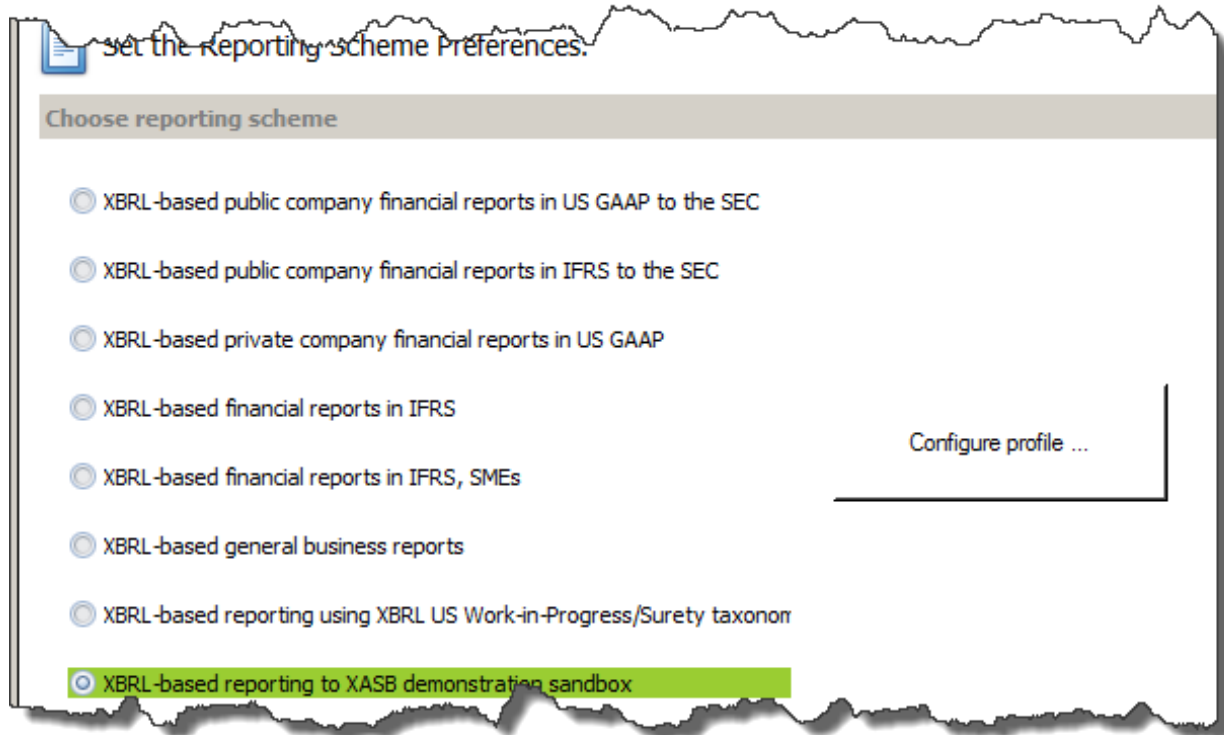 Set the Reporting Scheme Preferences.
Choose reporting scheme
XBRL-based public company financial reports in US GAAP to the SEC
XBRL-based public company financial reports in IFRS to the SEC
XBRL-based private company financial reports in US GAAP
XBRL-based financial reports in IFRS
Configure profile ...
XBRL-based financial reports in IFRS, SMEs
XBRL-based general business reports
XBRL-based reporting using XBRL US Work-in-Progress/Surety taxonom
XBRL-based reporting to XASB demonstration sandbox